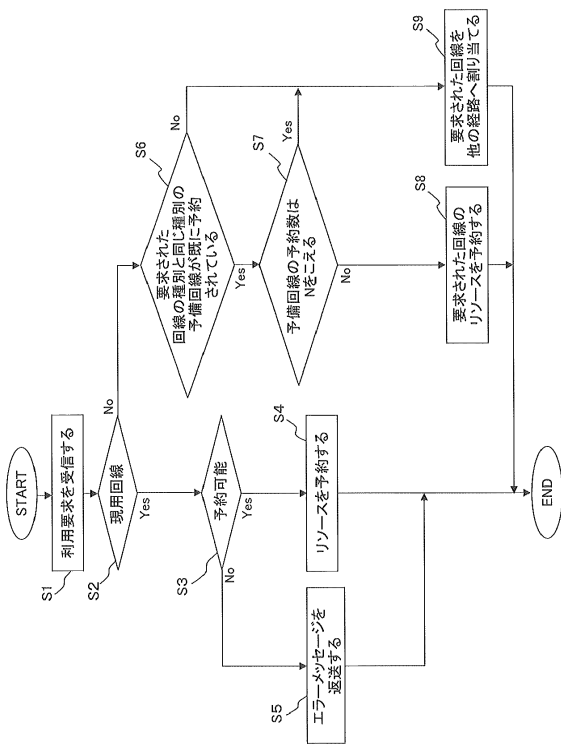 START
S1
利用要求を受信する
S2
現用回線
No
Yes
S3
予約可能
No
Yes
S4
リソースを予約する
S5
エラーメッセージを
返送する
S6
要求された
回線の種別と同じ種別の
予備回線が既に予約
されている
No
Yes
S7
予備回線の予約数は
Nをこえる
Yes
No
S8
要求された回線の
リソースを予約する
S9
要求された回線を
他の経路へ割り当てる
END